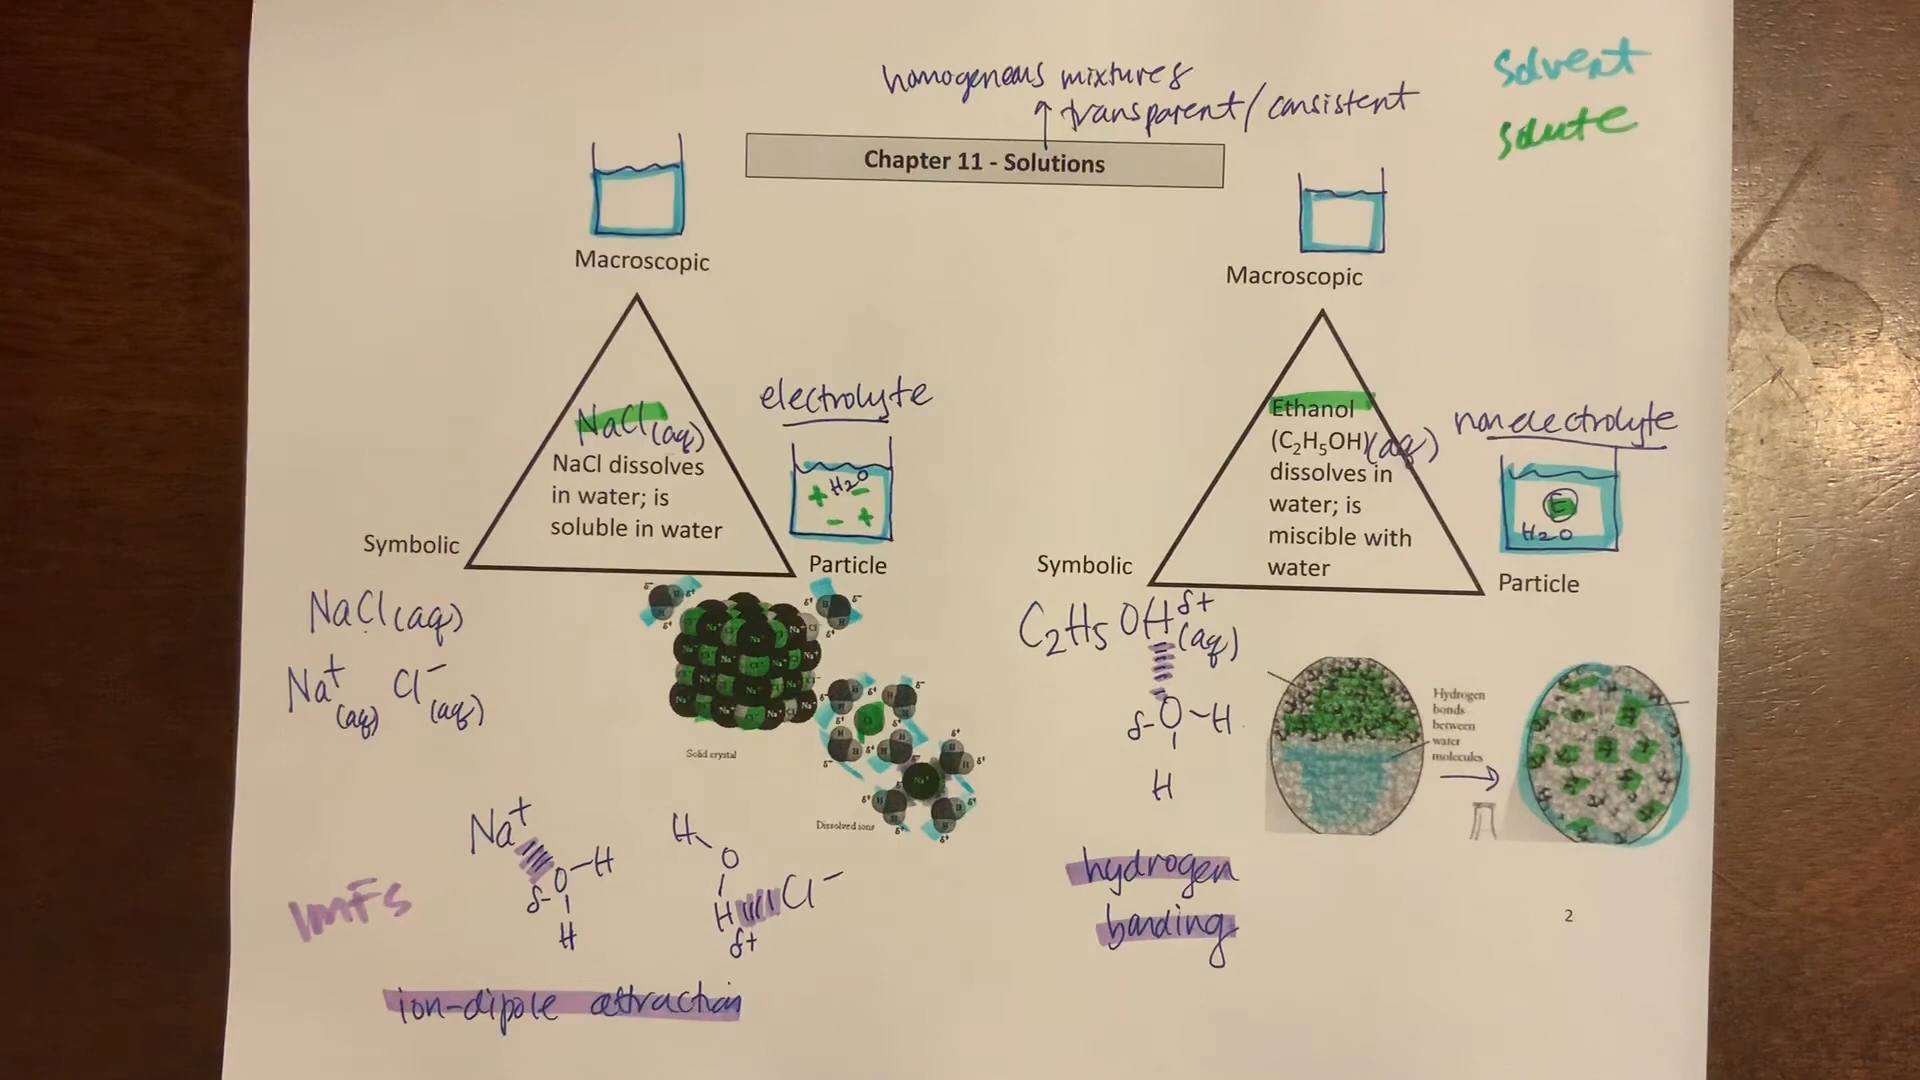 homogeneous mixtures
transparent/consistent
Solvent
Solute
Chapter 11 - Solutions
Macroscopic
NaCl(aq)
NaCl dissolves
in water; is
soluble in water
electrolyte
H2O
+ -
- +
Symbolic
Particle
NaCl(aq)
Na+(aq) Cl-(aq)
Solid crystal
Dissolved ions
IMFs
Na+
δ- O-H
H
H
O
H Cl-
δ+
ion-dipole attraction
Macroscopic
Ethanol
(C2H5OH)(aq)
dissolves in
water; is
miscible with
water
nonelectrolyte
E
H2O
Symbolic
Particle
C2H5OH δ+ (aq)
δ- O-H
H
Hydrogen
bonds
between
water
molecules
hydrogen
bonding
2